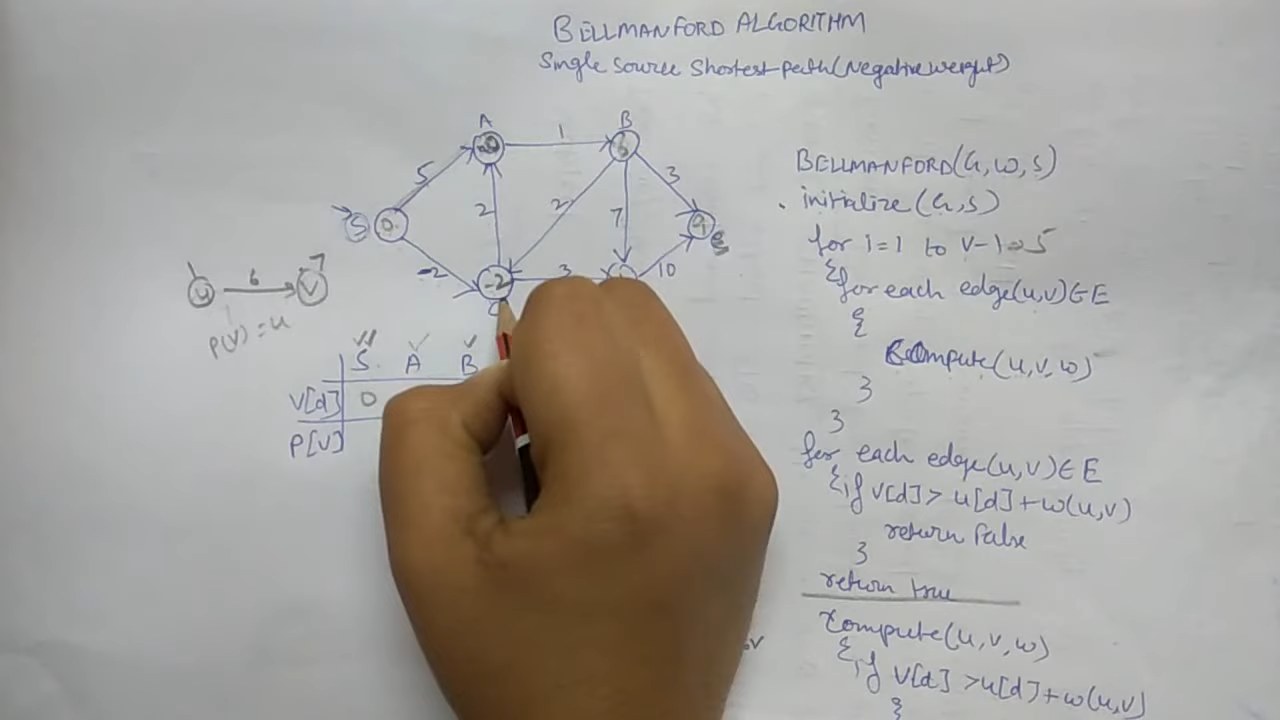 BELLMANFORD ALGORITHM
Single Source Shortest path (Negative weight)
A
B
5
1
3
S
0
2
2
7
e
-2
-2
3
10
C
u
6
v
7
P(v) = u
S. A B
V[d] 0
P[V]
BELLMANFORD(G, w, s)
initialize (G,s)
for i=1 to V-1 = 5
{for each edge(u,v)∈E
{
Compute(u,v,w)
}
}
for each edge(u,v)∈E
{if v[d] > u[d]+w(u,v)
return false
}
return true
Compute(u,v,w)
{if v[d] >u[d]+w(u,v)
{